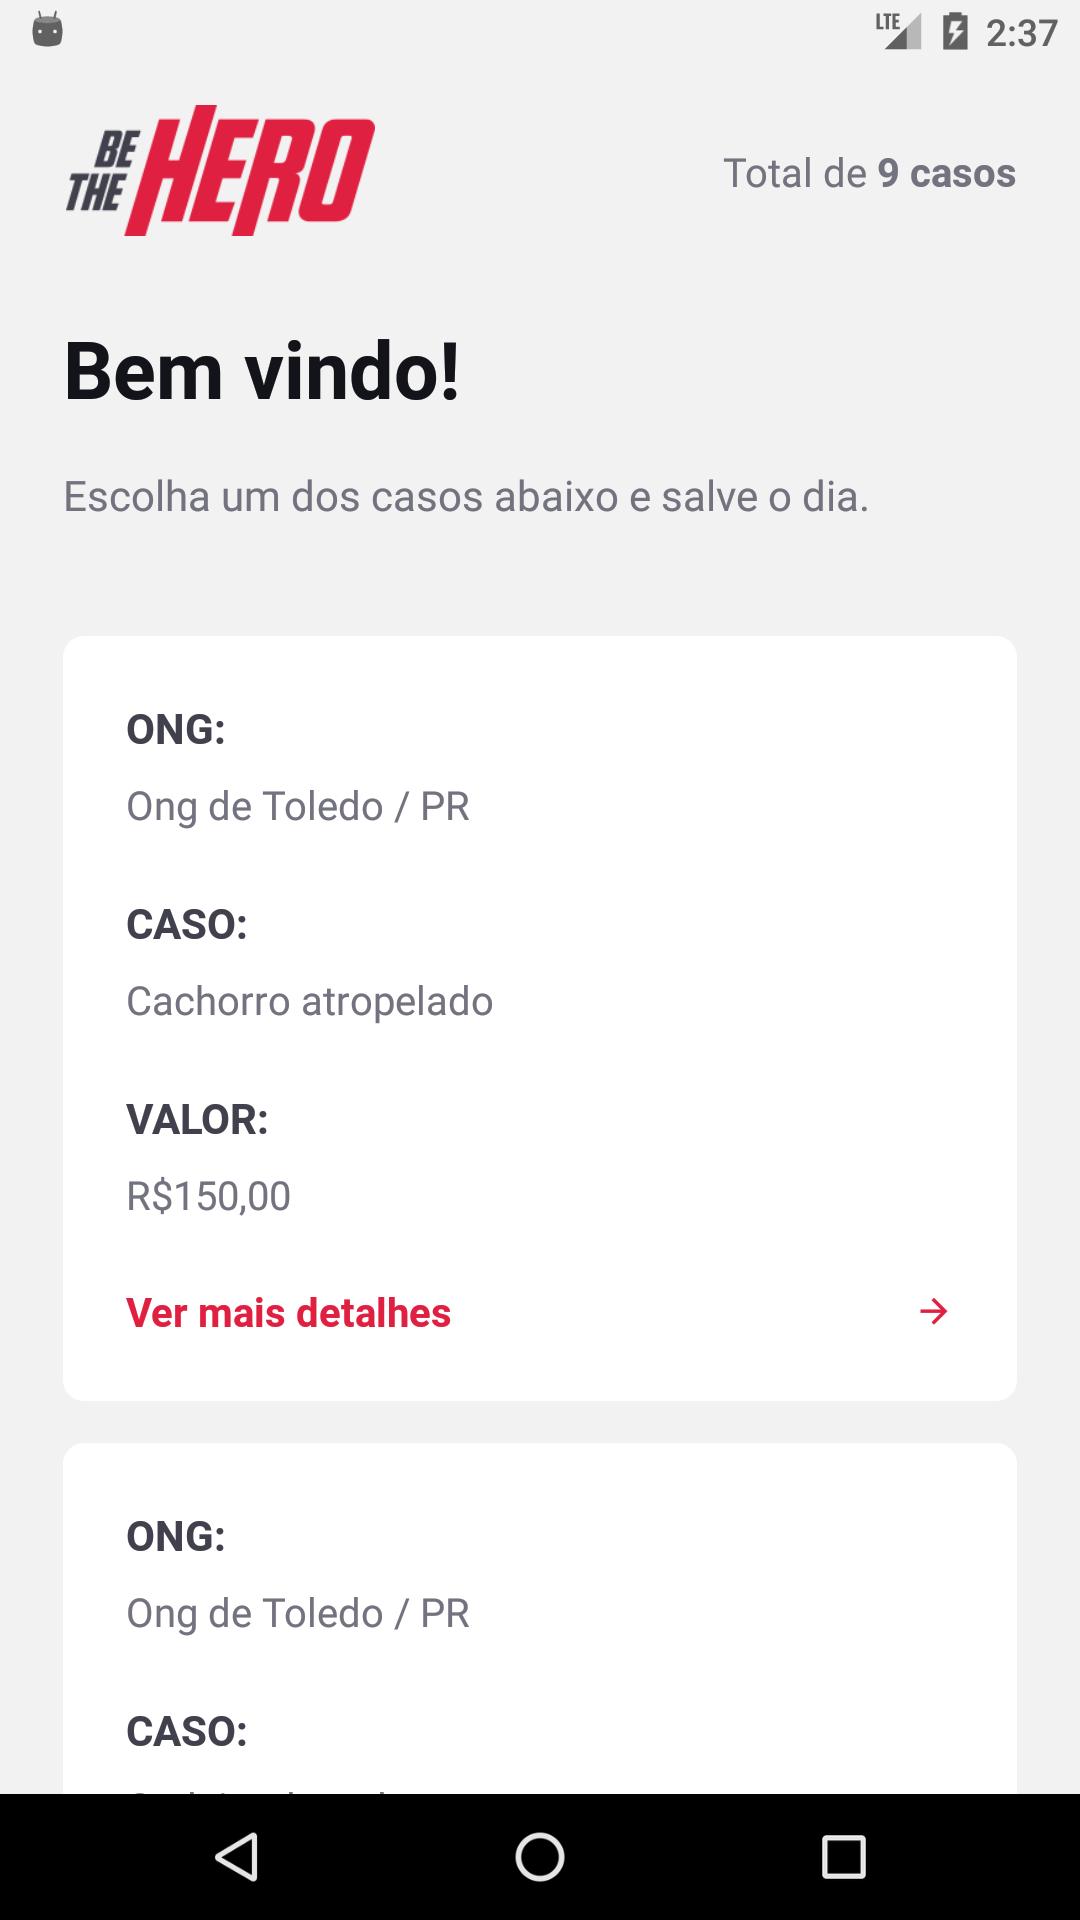 LTE 2:37
BE THE HERO
Total de 9 casos
Bem vindo!
Escolha um dos casos abaixo e salve o dia.
ONG:
Ong de Toledo / PR
CASO:
Cachorro atropelado
VALOR:
R$150,00
Ver mais detalhes
ONG:
Ong de Toledo / PR
CASO: